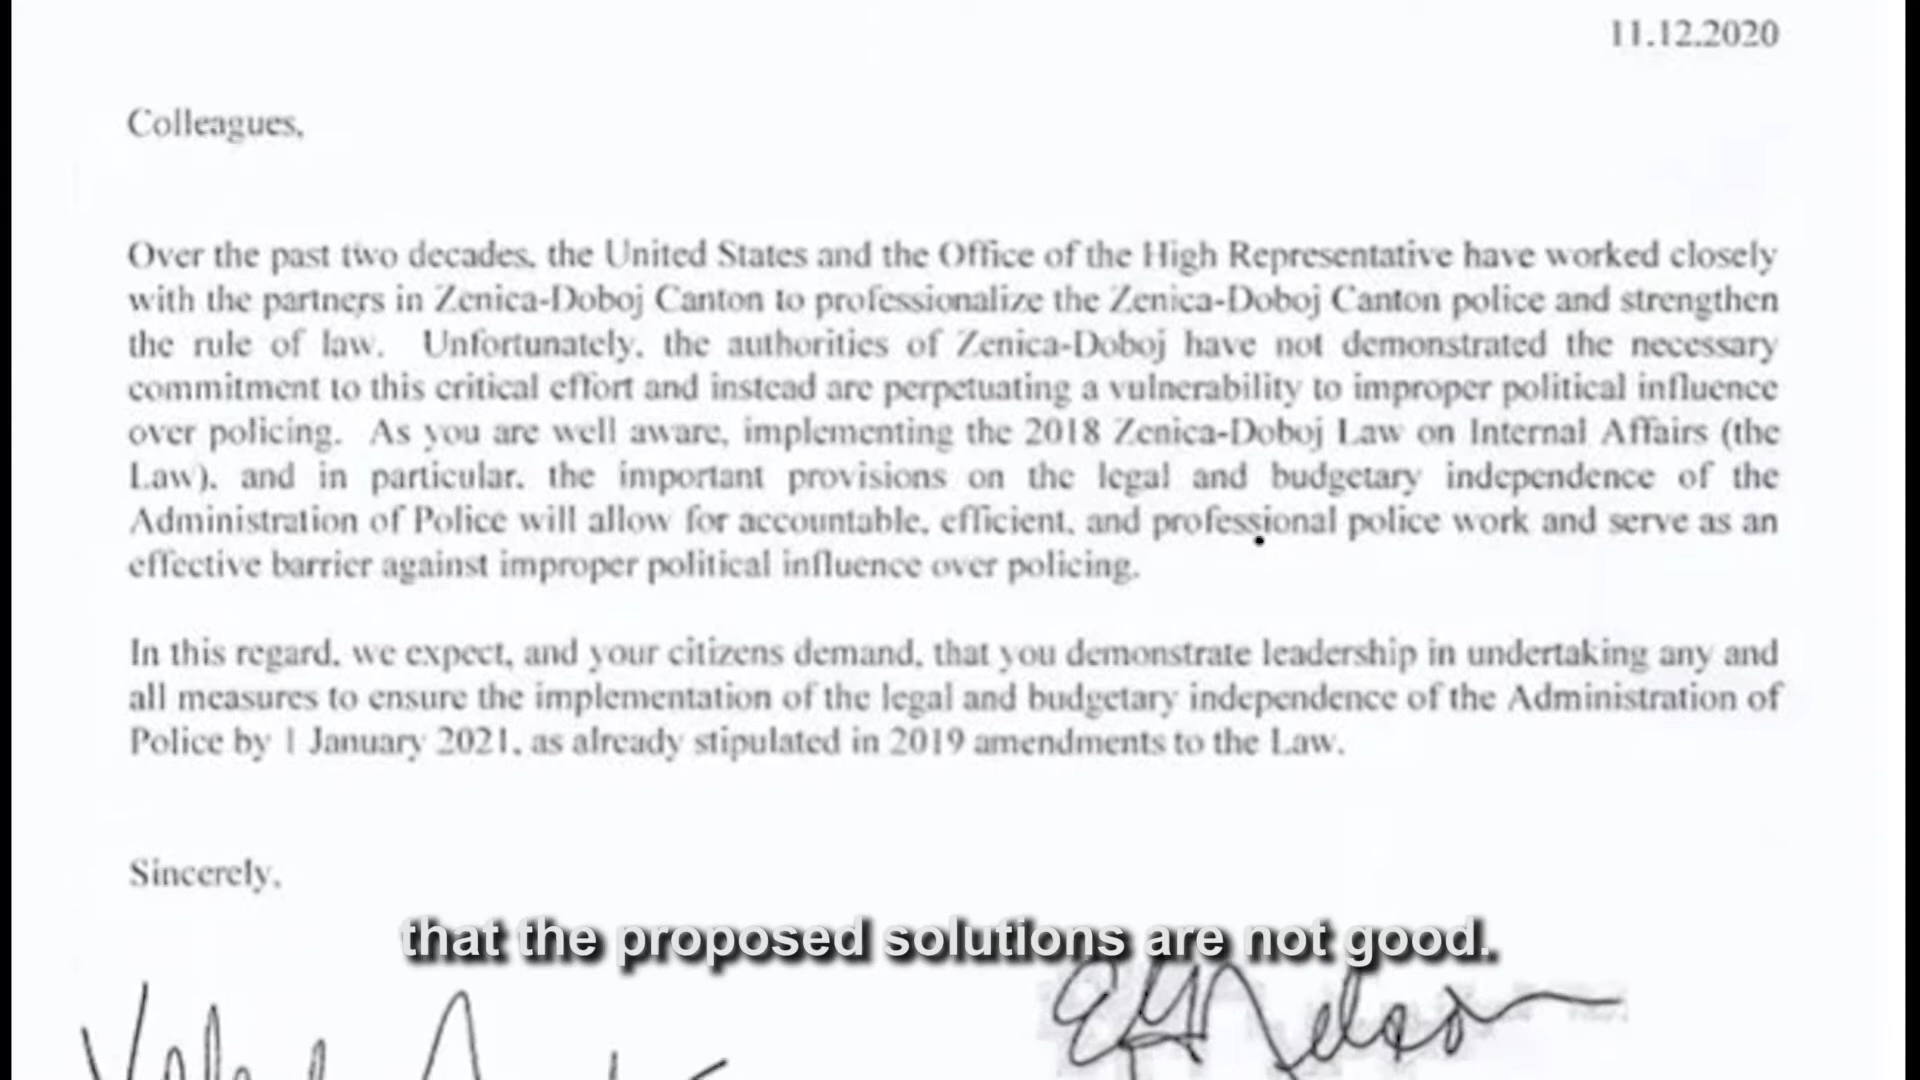 11.12.2020
Colleagues,
Over the past two decades, the United States and the Office of the High Representative have worked closely
with the partners in Zenica-Doboj Canton to professionalize the Zenica-Doboj Canton police and strengthen
the rule of law. Unfortunately, the authorities of Zenica-Doboj have not demonstrated the necessary
commitment to this critical effort and instead are perpetuating a vulnerability to improper political influence
over policing. As you are well aware, implementing the 2018 Zenica-Doboj Law on Internal Affairs (the
Law), and in particular, the important provisions on the legal and budgetary independence of the
Administration of Police will allow for accountable, efficient, and professional police work and serve as an
effective barrier against improper political influence over policing.
In this regard, we expect, and your citizens demand, that you demonstrate leadership in undertaking any and
all measures to ensure the implementation of the legal and budgetary independence of the Administration of
Police by 1 January 2021, as already stipulated in 2019 amendments to the Law.
Sincerely,
that the proposed solutions are not good.
Nelson